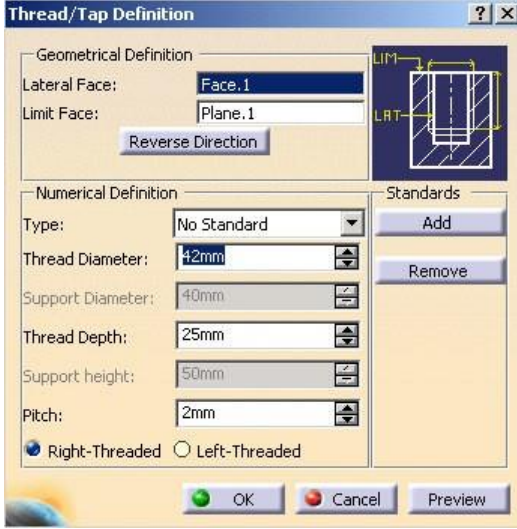 Thread/Tap Definition ? X
Geometrical Definition
Lateral Face: Face.1
Limit Face: Plane.1
Reverse Direction
LIM
LAT
Numerical Definition
Type: No Standard
Thread Diameter: 42mm
Support Diameter: 40mm
Thread Depth: 25mm
Support height: 50mm
Pitch: 2mm
Right-Threaded Left-Threaded
Standards
Add
Remove
OK Cancel Preview